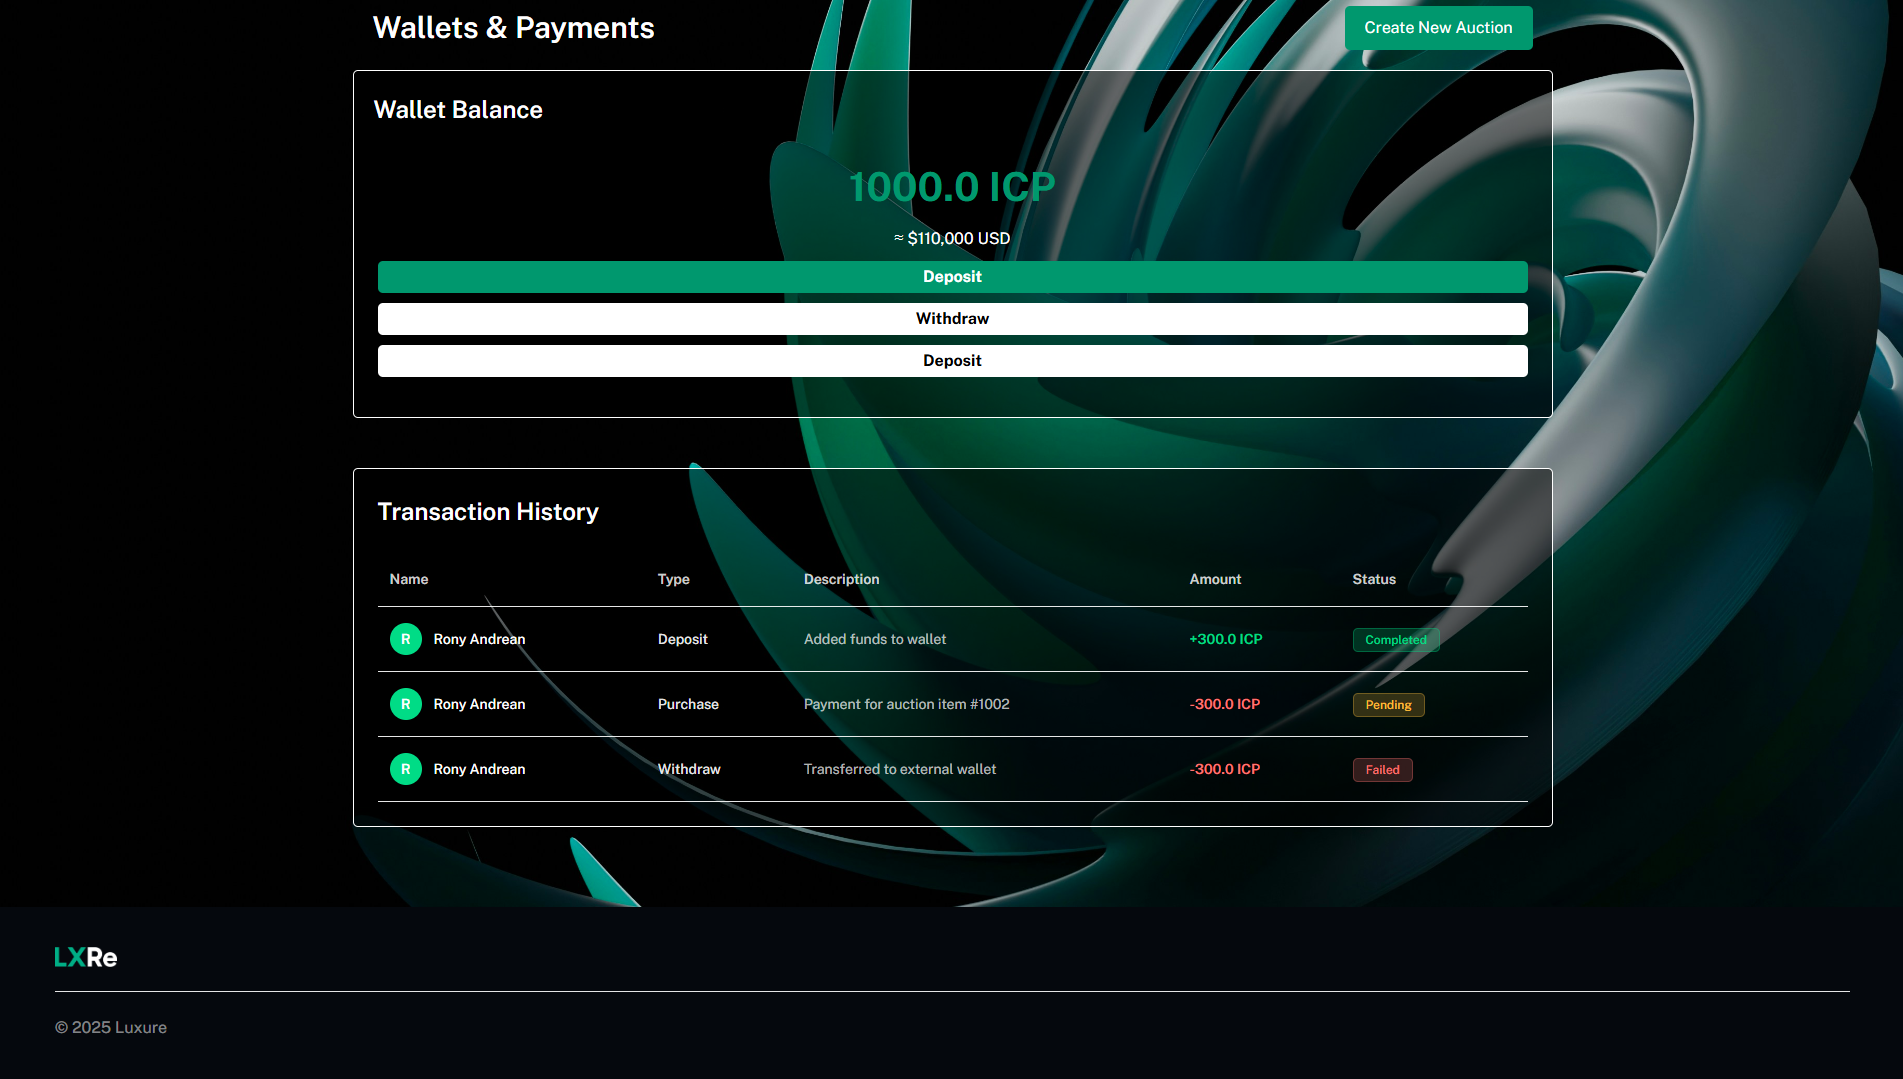 Wallets & Payments
Create New Auction
Wallet Balance
1000.0 ICP
≈ $110,000 USD
Deposit
Withdraw
Deposit
Transaction History
Name Type Description Amount Status
R Rony Andrean Deposit Added funds to wallet +300.0 ICP Completed
R Rony Andrean Purchase Payment for auction item #1002 -300.0 ICP Pending
R Rony Andrean Withdraw Transferred to external wallet -300.0 ICP Failed
LXRe
© 2025 Luxure